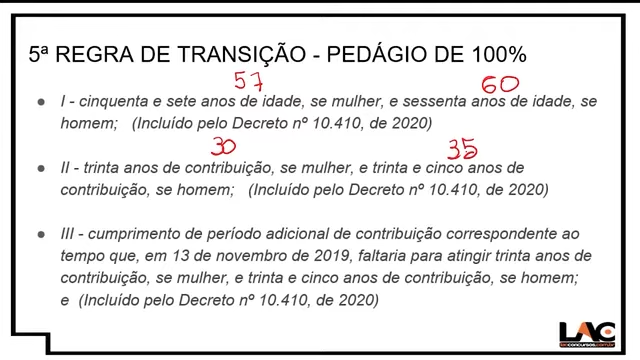 5ª REGRA DE TRANSIÇÃO - PEDÁGIO DE 100%
57 60
● I - cinquenta e sete anos de idade, se mulher, e sessenta anos de idade, se
homem; (Incluído pelo Decreto nº 10.410, de 2020)
30 35
● II - trinta anos de contribuição, se mulher, e trinta e cinco anos de
contribuição, se homem; (Incluído pelo Decreto nº 10.410, de 2020)
● III - cumprimento de período adicional de contribuição correspondente ao
tempo que, em 13 de novembro de 2019, faltaria para atingir trinta anos de
contribuição, se mulher, e trinta e cinco anos de contribuição, se homem;
e (Incluído pelo Decreto nº 10.410, de 2020)
LAC
lacconcursos.com.br